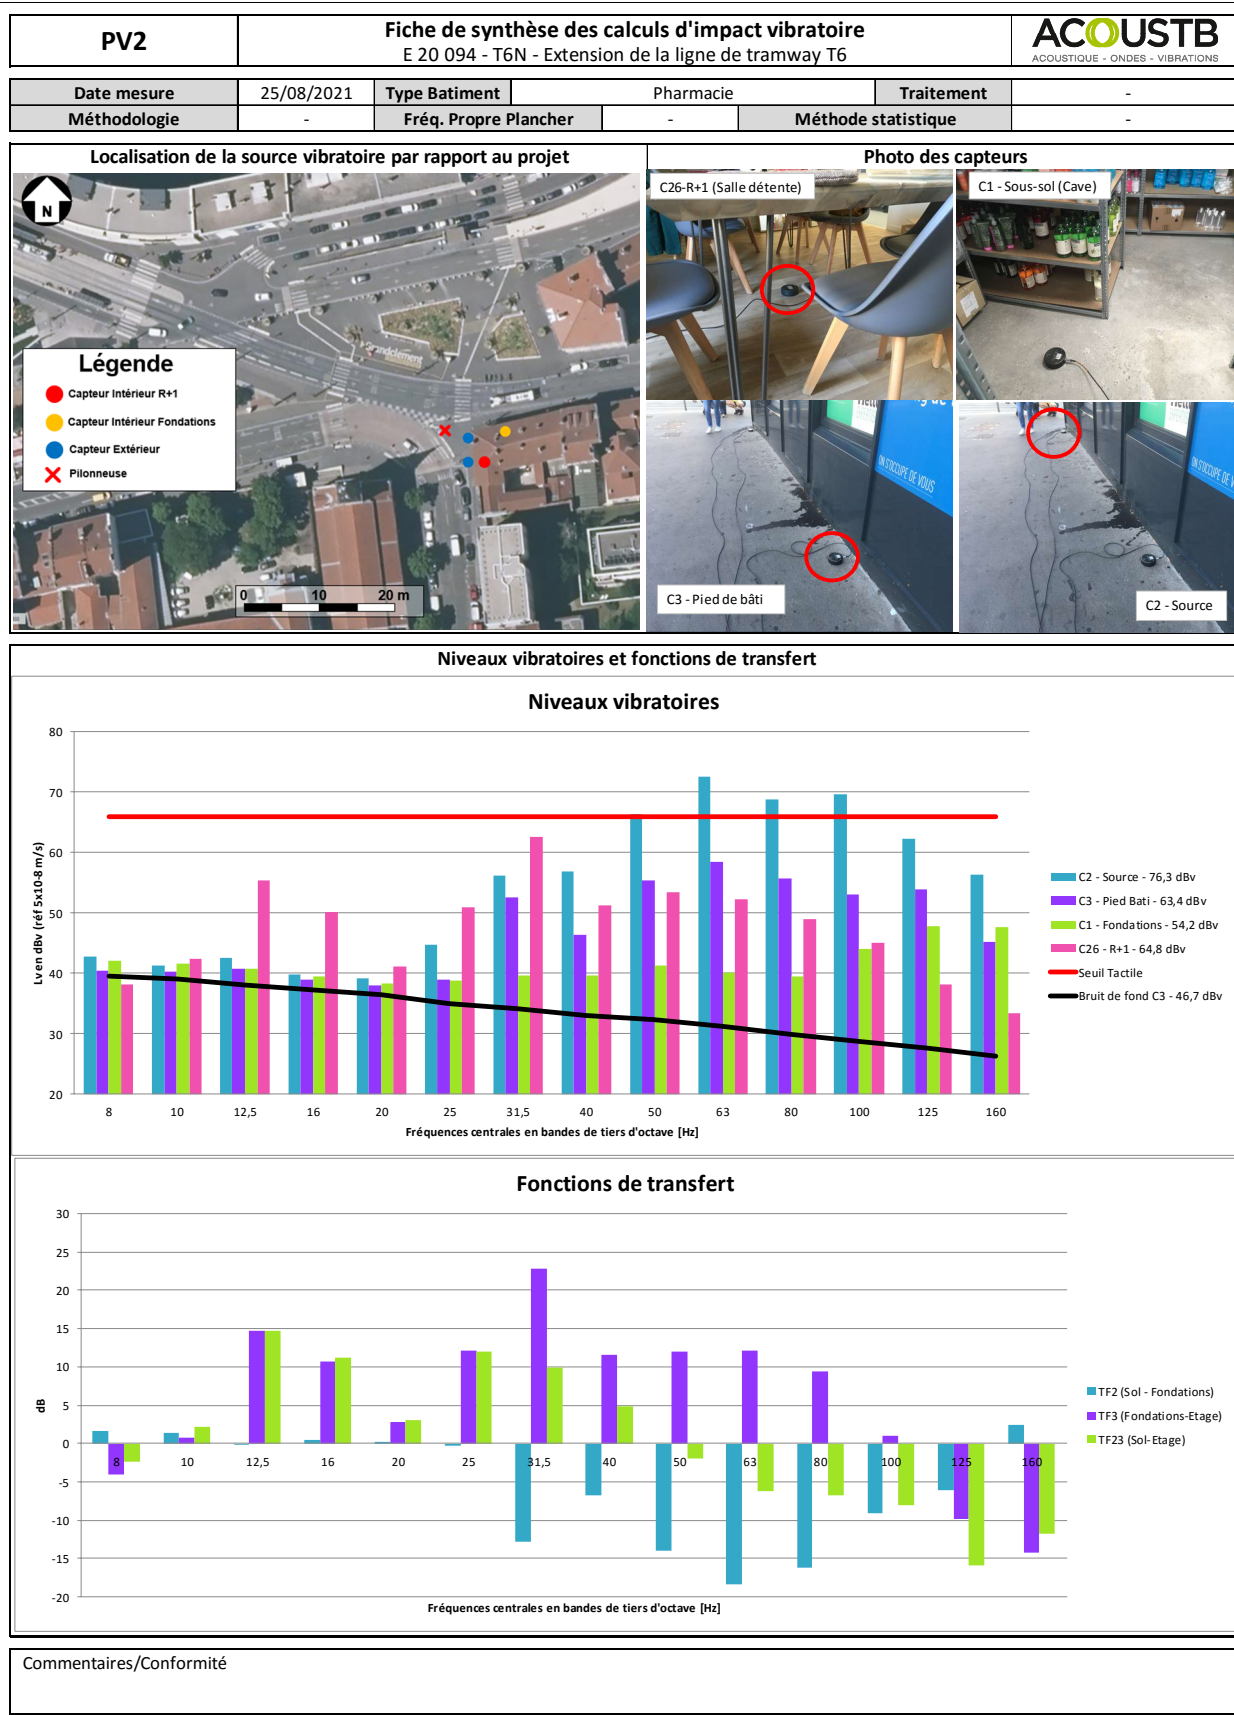 PV2
Fiche de synthèse des calculs d'impact vibratoire
E 20 094 - T6N - Extension de la ligne de tramway T6
ACOUSTB
ACOUSTIQUE - ONDES - VIBRATIONS
Date mesure 25/08/2021 Type Batiment Pharmacie Traitement -
Méthodologie - Fréq. Propre Plancher - Méthode statistique -
Localisation de la source vibratoire par rapport au projet
Photo des capteurs
N
Grandclément
Légende
Capteur Intérieur R+1
Capteur Intérieur Fondations
Capteur Extérieur
Pilonneuse
0 10 20 m
C26-R+1 (Salle détente)
C1 - Sous-sol (Cave)
ON S'OCCUPE DE VOUS
C3 - Pied de bâti
ON S'OCCUPE DE V
C2 - Source
Niveaux vibratoires et fonctions de transfert
Niveaux vibratoires
Lv en dBv (réf 5x10-8 m/s)
80
70
60
50
40
30
20
8 10 12,5 16 20 25 31,5 40 50 63 80 100 125 160
Fréquences centrales en bandes de tiers d'octave [Hz]
C2 - Source - 76,3 dBv
C3 - Pied Bati - 63,4 dBv
C1 - Fondations - 54,2 dBv
C26 - R+1 - 64,8 dBv
Seuil Tactile
Bruit de fond C3 - 46,7 dBv
Fonctions de transfert
dB
30
25
20
15
10
5
0
-5
-10
-15
-20
8 10 12,5 16 20 25 31,5 40 50 63 80 100 125 160
Fréquences centrales en bandes de tiers d'octave [Hz]
TF2 (Sol - Fondations)
TF3 (Fondations-Etage)
TF23 (Sol-Etage)
Commentaires/Conformité